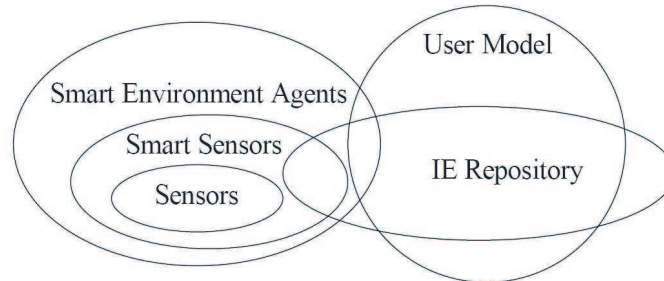 User Model
Smart Environment Agents
Smart Sensors
IE Repository
Sensors